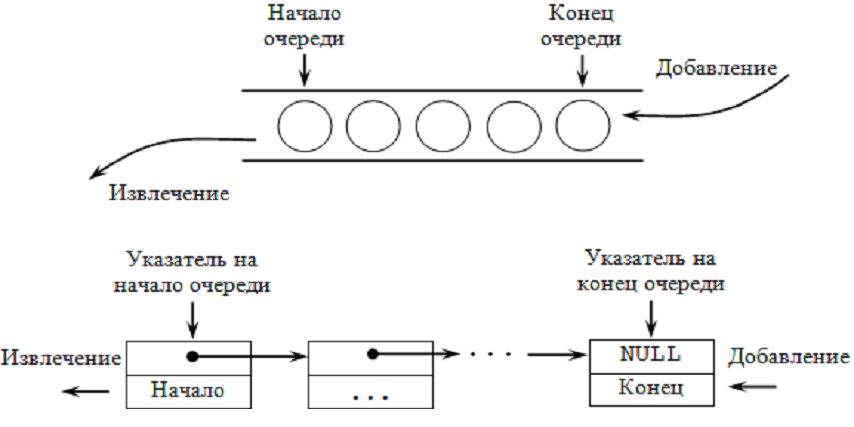 Начало
очереди
Конец
очереди
Добавление
Извлечение
Указатель на
начало очереди
Указатель на
конец очереди
Извлечение
Начало
...
...
NULL
Конец
Добавление